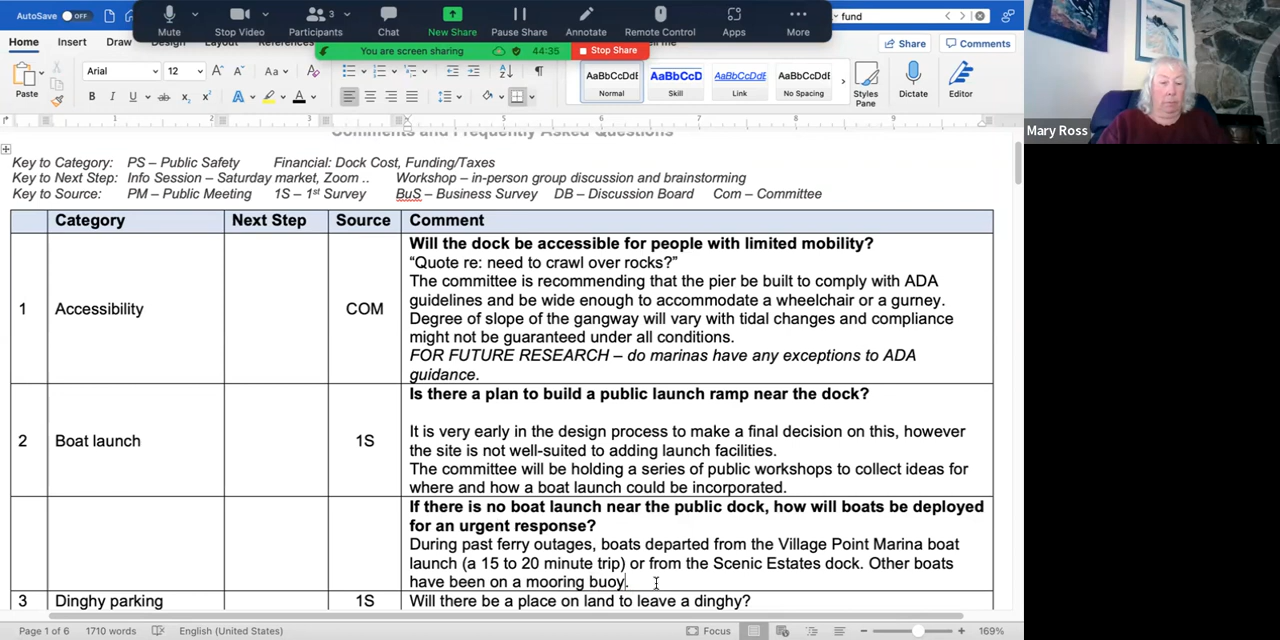 AutoSave OFF
fund
Mute
Stop Video
3
Participants
Chat
New Share
Pause Share
Annotate
Remote Control
Apps
More
You are screen sharing
44:35
Stop Share
Home
Insert
Draw
Share
Comments
Paste
Arial
12
Aa
B I U ab x₂ x²
AaBbCcDdE
Normal
AaBbCcD
Skill
AaBbCcDdE
Link
AaBbCcDdE
No Spacing
Styles
Pane
Dictate
Editor
Mary Ross
Comments and Frequently Asked Questions
Key to Category: PS – Public Safety Financial: Dock Cost, Funding/Taxes
Key to Next Step: Info Session – Saturday market, Zoom .. Workshop – in-person group discussion and brainstorming
Key to Source: PM – Public Meeting 1S – 1st Survey BuS – Business Survey DB – Discussion Board Com – Committee
Category Next Step Source Comment
1 Accessibility COM
Will the dock be accessible for people with limited mobility?
“Quote re: need to crawl over rocks?”
The committee is recommending that the pier be built to comply with ADA
guidelines and be wide enough to accommodate a wheelchair or a gurney.
Degree of slope of the gangway will vary with tidal changes and compliance
might not be guaranteed under all conditions.
FOR FUTURE RESEARCH – do marinas have any exceptions to ADA
guidance.
2 Boat launch 1S
Is there a plan to build a public launch ramp near the dock?
It is very early in the design process to make a final decision on this, however
the site is not well-suited to adding launch facilities.
The committee will be holding a series of public workshops to collect ideas for
where and how a boat launch could be incorporated.
If there is no boat launch near the public dock, how will boats be deployed
for an urgent response?
During past ferry outages, boats departed from the Village Point Marina boat
launch (a 15 to 20 minute trip) or from the Scenic Estates dock. Other boats
have been on a mooring buoy.
3 Dinghy parking 1S Will there be a place on land to leave a dinghy?
Page 1 of 6 1710 words English (United States) Focus 169%